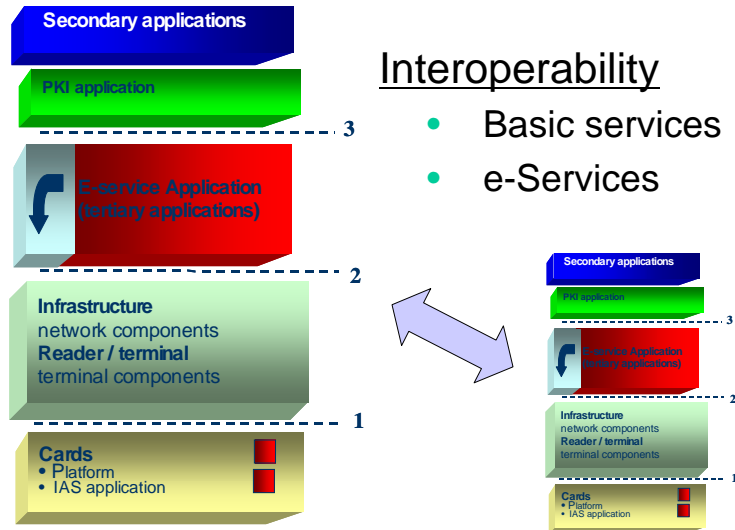 Secondary applications
PKI application
3
E-service Application
(tertiary applications)
2
Infrastructure
network components
Reader / terminal
terminal components
1
Cards
• Platform
• IAS application
Interoperability
• Basic services
• e-Services
Secondary applications
PKI application
3
E-service Application
(tertiary applications)
2
Infrastructure
network components
Reader / terminal
terminal components
1
Cards
• Platform
• IAS application